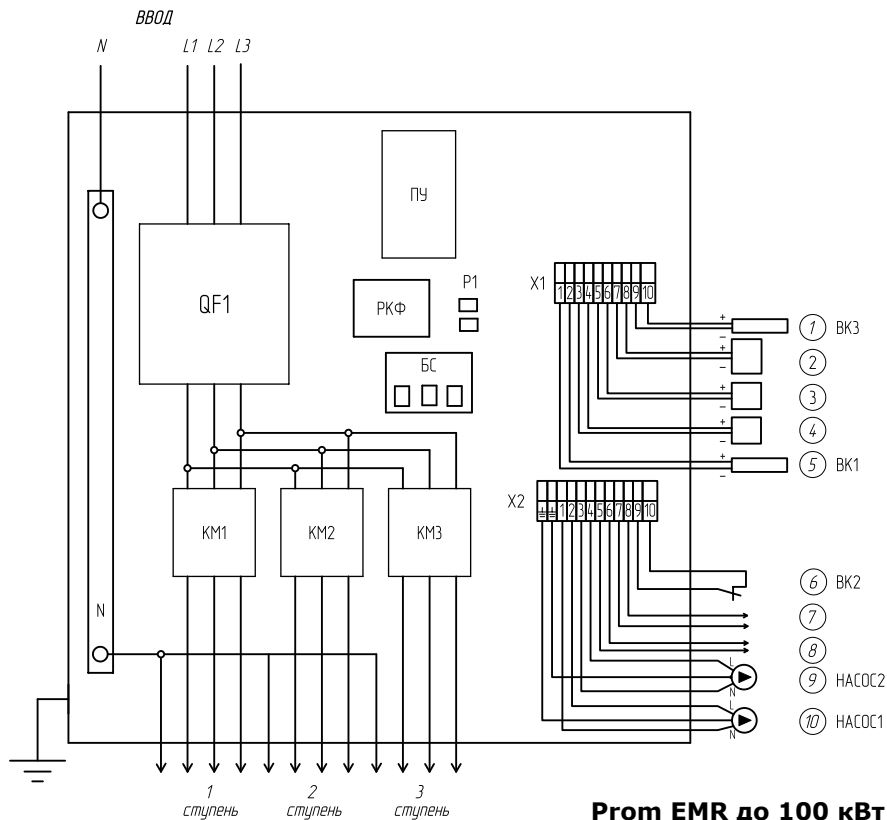 ВВОД
N L1 L2 L3
ПУ
QF1
РКФ
P1
БС
X1
1 2 3 4 5 6 7 8 9 10
+
−
1 ВК3
+
−
2
+
−
3
+
−
4
+
−
5 ВК1
КМ1
КМ2
КМ3
X2
1 2 3 4 5 6 7 8 9 10
6 ВК2
7
8
L
N
9 НАСОС2
L
N
10 НАСОС1
N
1
ступень
2
ступень
3
ступень
Prom EMR до 100 кВт